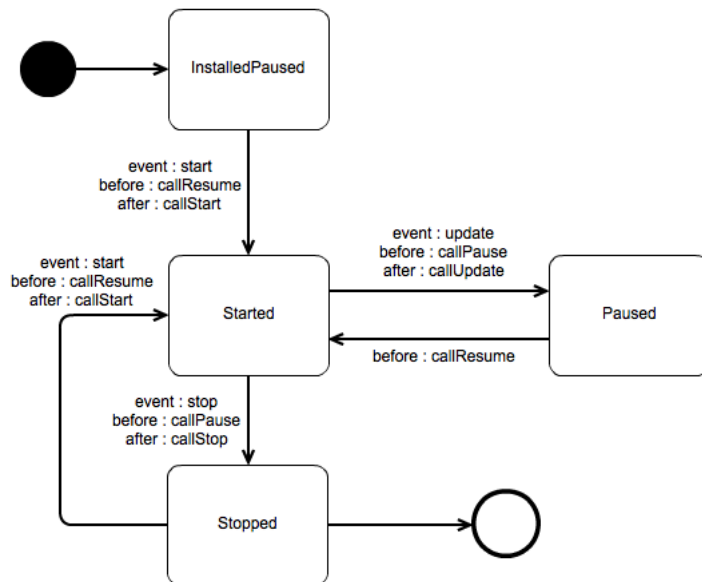 InstalledPaused
event : start
before : callResume
after : callStart
event : update
before : callPause
after : callUpdate
event : start
before : callResume
after : callStart
Started
Paused
before : callResume
event : stop
before : callPause
after : callStop
Stopped